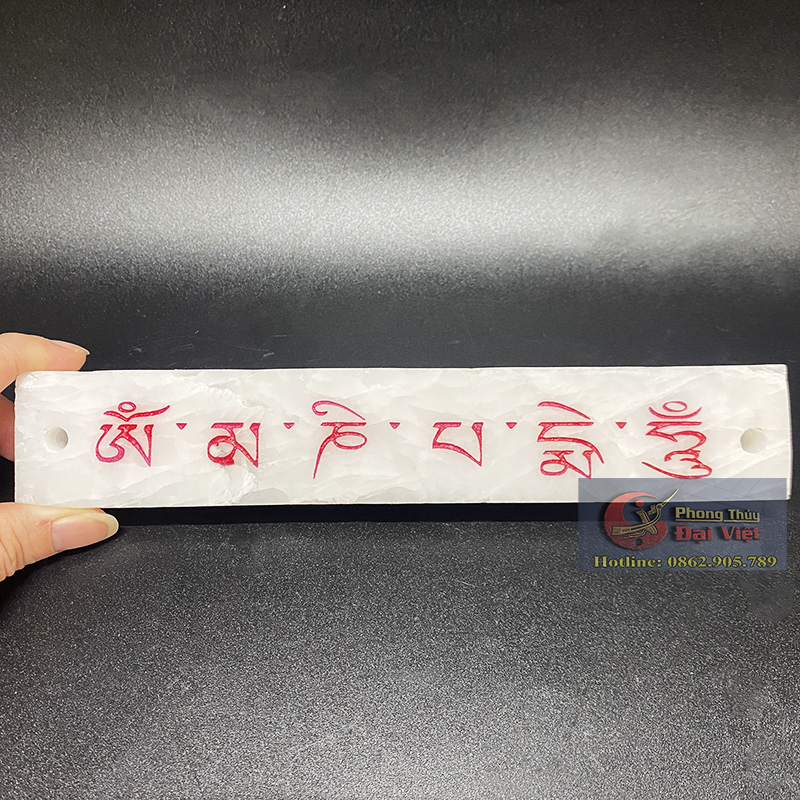 ༀ་མ་ཎི་པ་དྨེ་ཧཱུྃ
Phong Thủy
Đại Việt
Hotline: 0862.905.789